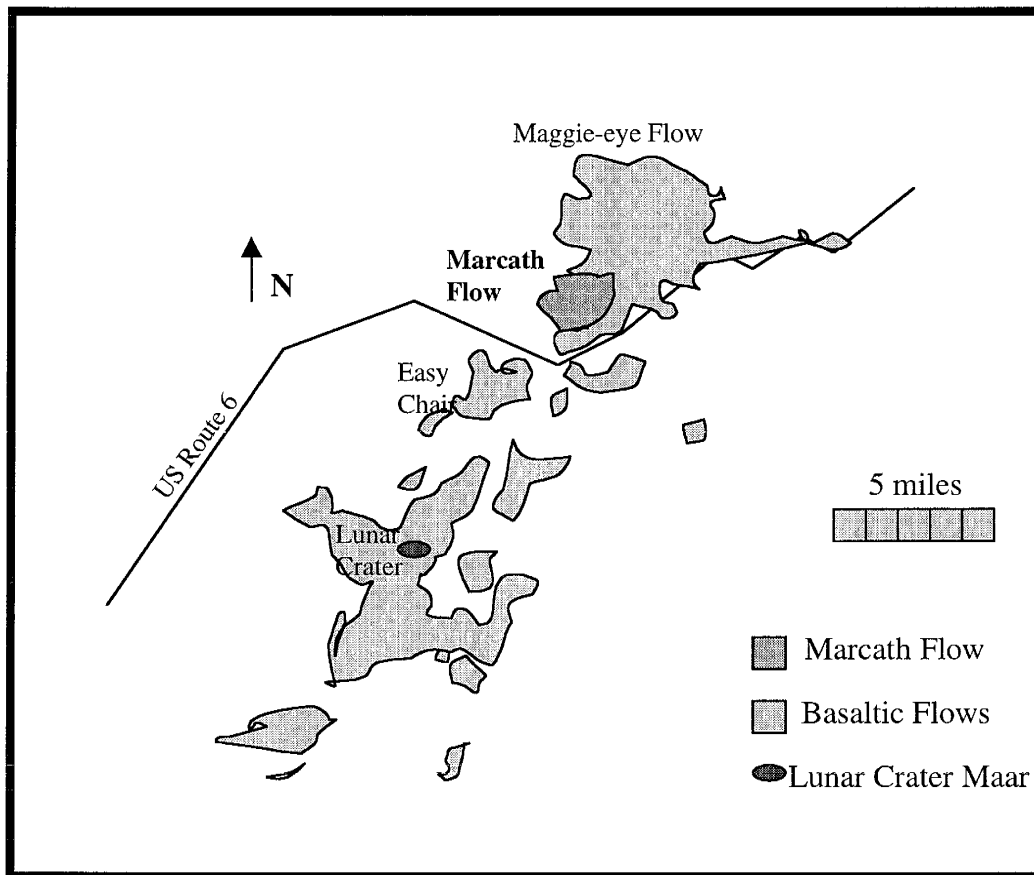 Maggie-eye Flow
Marcath
Flow
N
Easy
Chair
US Route 6
5 miles
Lunar
Crater
Marcath Flow
Basaltic Flows
Lunar Crater Maar